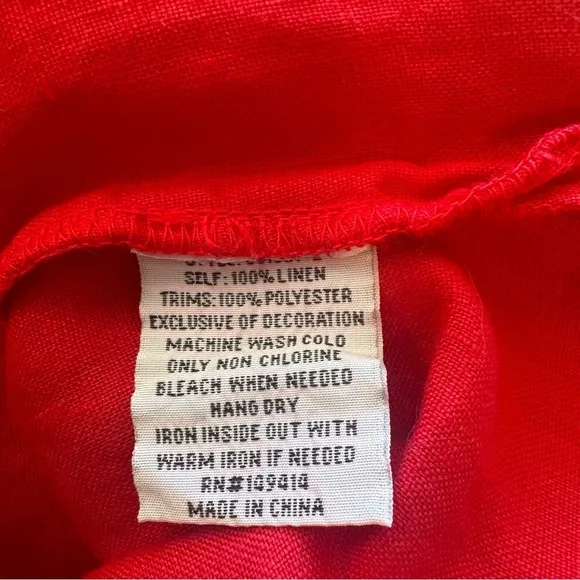 SELF: 100% LINEN
TRIMS: 100% POLYESTER
EXCLUSIVE OF DECORATION
MACHINE WASH COLD
ONLY NON CHLORINE
BLEACH WHEN NEEDED
HANG DRY
IRON INSIDE OUT WITH
WARM IRON IF NEEDED
RN#149414
MADE IN CHINA